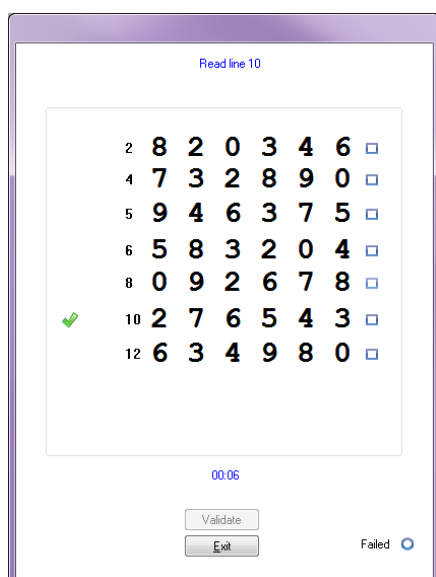 Read line 10
2 8 2 0 3 4 6
4 7 3 2 8 9 0
5 9 4 6 3 7 5
6 5 8 3 2 0 4
8 0 9 2 6 7 8
10 2 7 6 5 4 3
12 6 3 4 9 8 0
00:06
Validate
Exit
Failed